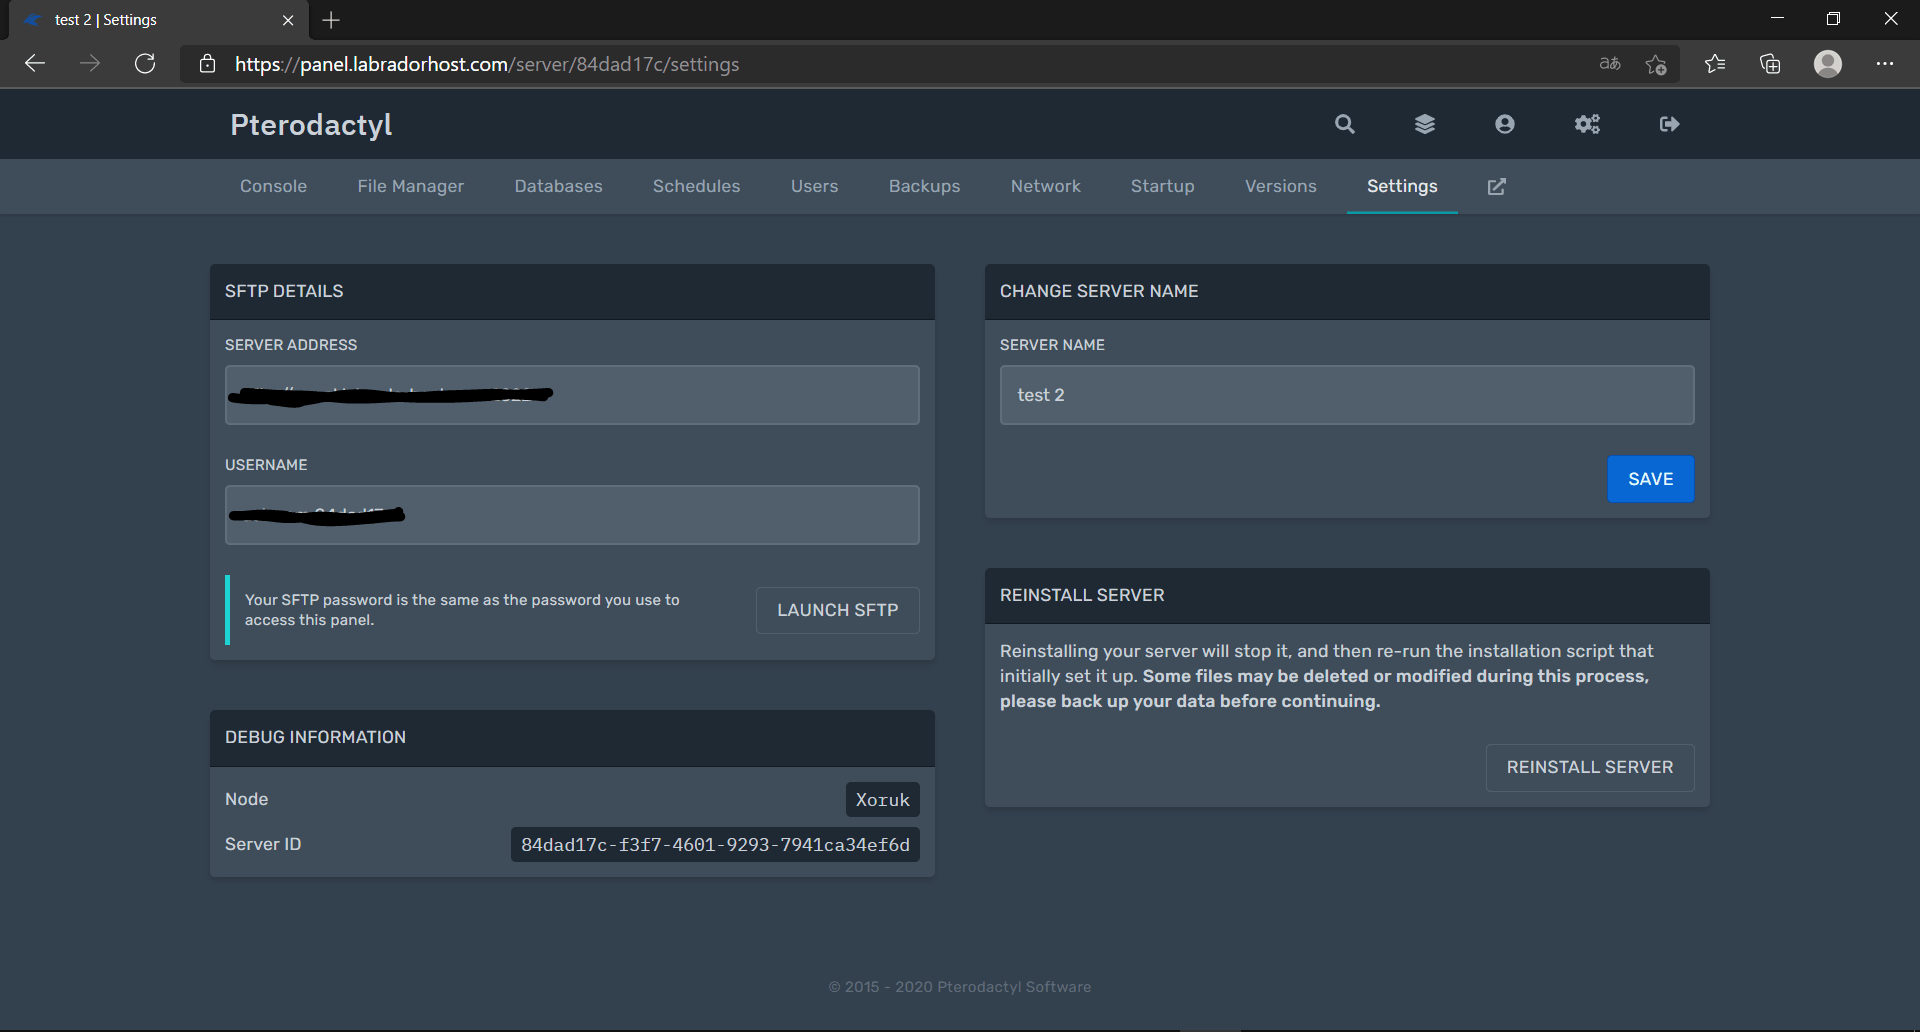 test 2 | Settings
https://panel.labradorhost.com/server/84dad17c/settings
aあ
Pterodactyl
Console File Manager Databases Schedules Users Backups Network Startup Versions Settings
SFTP DETAILS
SERVER ADDRESS
USERNAME
Your SFTP password is the same as the password you use to
access this panel.
LAUNCH SFTP
DEBUG INFORMATION
Node Xoruk
Server ID 84dad17c-f3f7-4601-9293-7941ca34ef6d
CHANGE SERVER NAME
SERVER NAME
test 2
SAVE
REINSTALL SERVER
Reinstalling your server will stop it, and then re-run the installation script that
initially set it up. Some files may be deleted or modified during this process,
please back up your data before continuing.
REINSTALL SERVER
© 2015 - 2020 Pterodactyl Software